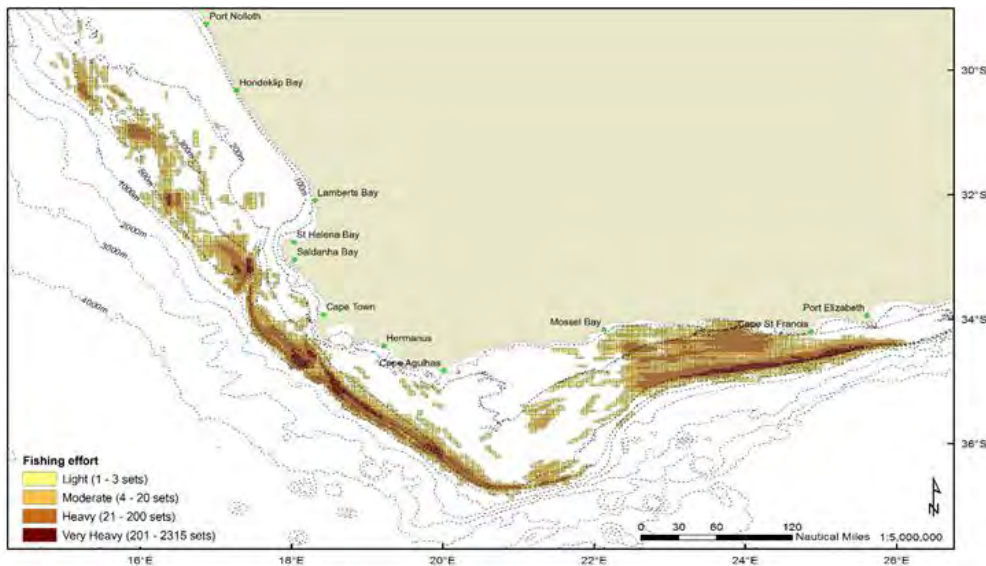 Port Nolloth
30°S
Hondeklip Bay
200m
300m
500m
1000m
100m
32°S
Lamberts Bay
2000m
St Helena Bay
3000m
Saldanha Bay
4000m
Cape Town
Port Elizabeth
Mossel Bay
Cape St Francis
34°S
Hermanus
Cape Agulhas
36°S
Fishing effort
Light (1 - 3 sets)
Moderate (4 - 20 sets)
Heavy (21 - 200 sets)
Very Heavy (201 - 2315 sets)
N
0 30 60 120
Nautical Miles 1:5,000,000
16°E 18°E 20°E 22°E 24°E 26°E